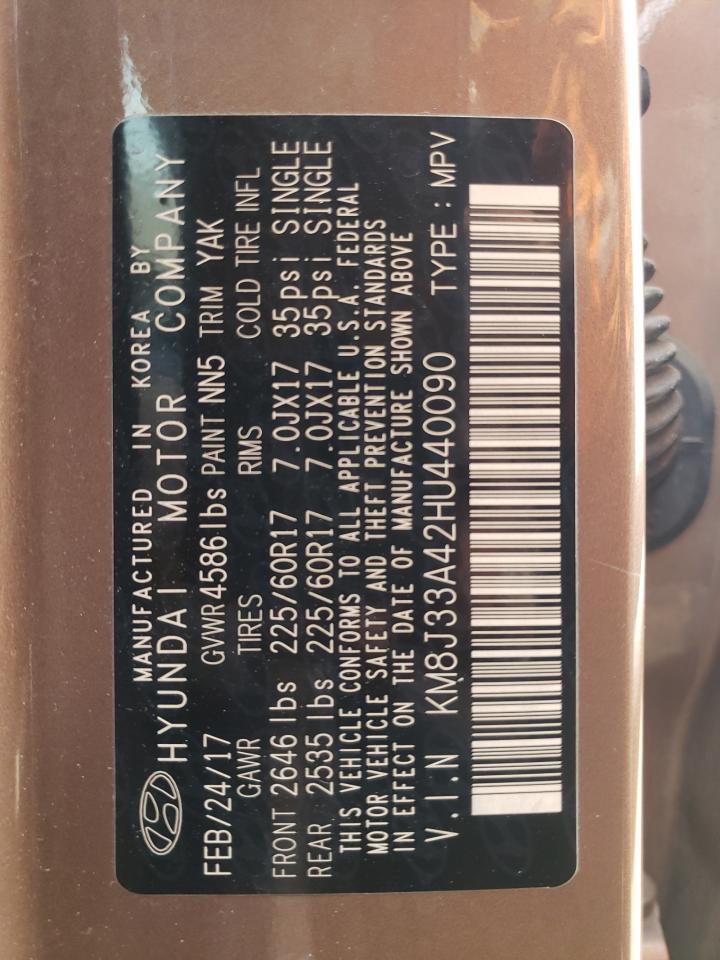 MANUFACTURED IN KOREA BY
HYUNDAI MOTOR COMPANY
FEB/24/17 GVWR 4586 lbs PAINT NN5 TRIM YAK
GAWR TIRES RIMS COLD TIRE INFL
FRONT 2646 lbs 225/60R17 7.0JX17 35psi SINGLE
REAR 2535 lbs 225/60R17 7.0JX17 35psi SINGLE
THIS VEHICLE CONFORMS TO ALL APPLICABLE U.S.A. FEDERAL
MOTOR VEHICLE SAFETY AND THEFT PREVENTION STANDARDS
IN EFFECT ON THE DATE OF MANUFACTURE SHOWN ABOVE
V.I.N KM8J33A42HU440090 TYPE : MPV